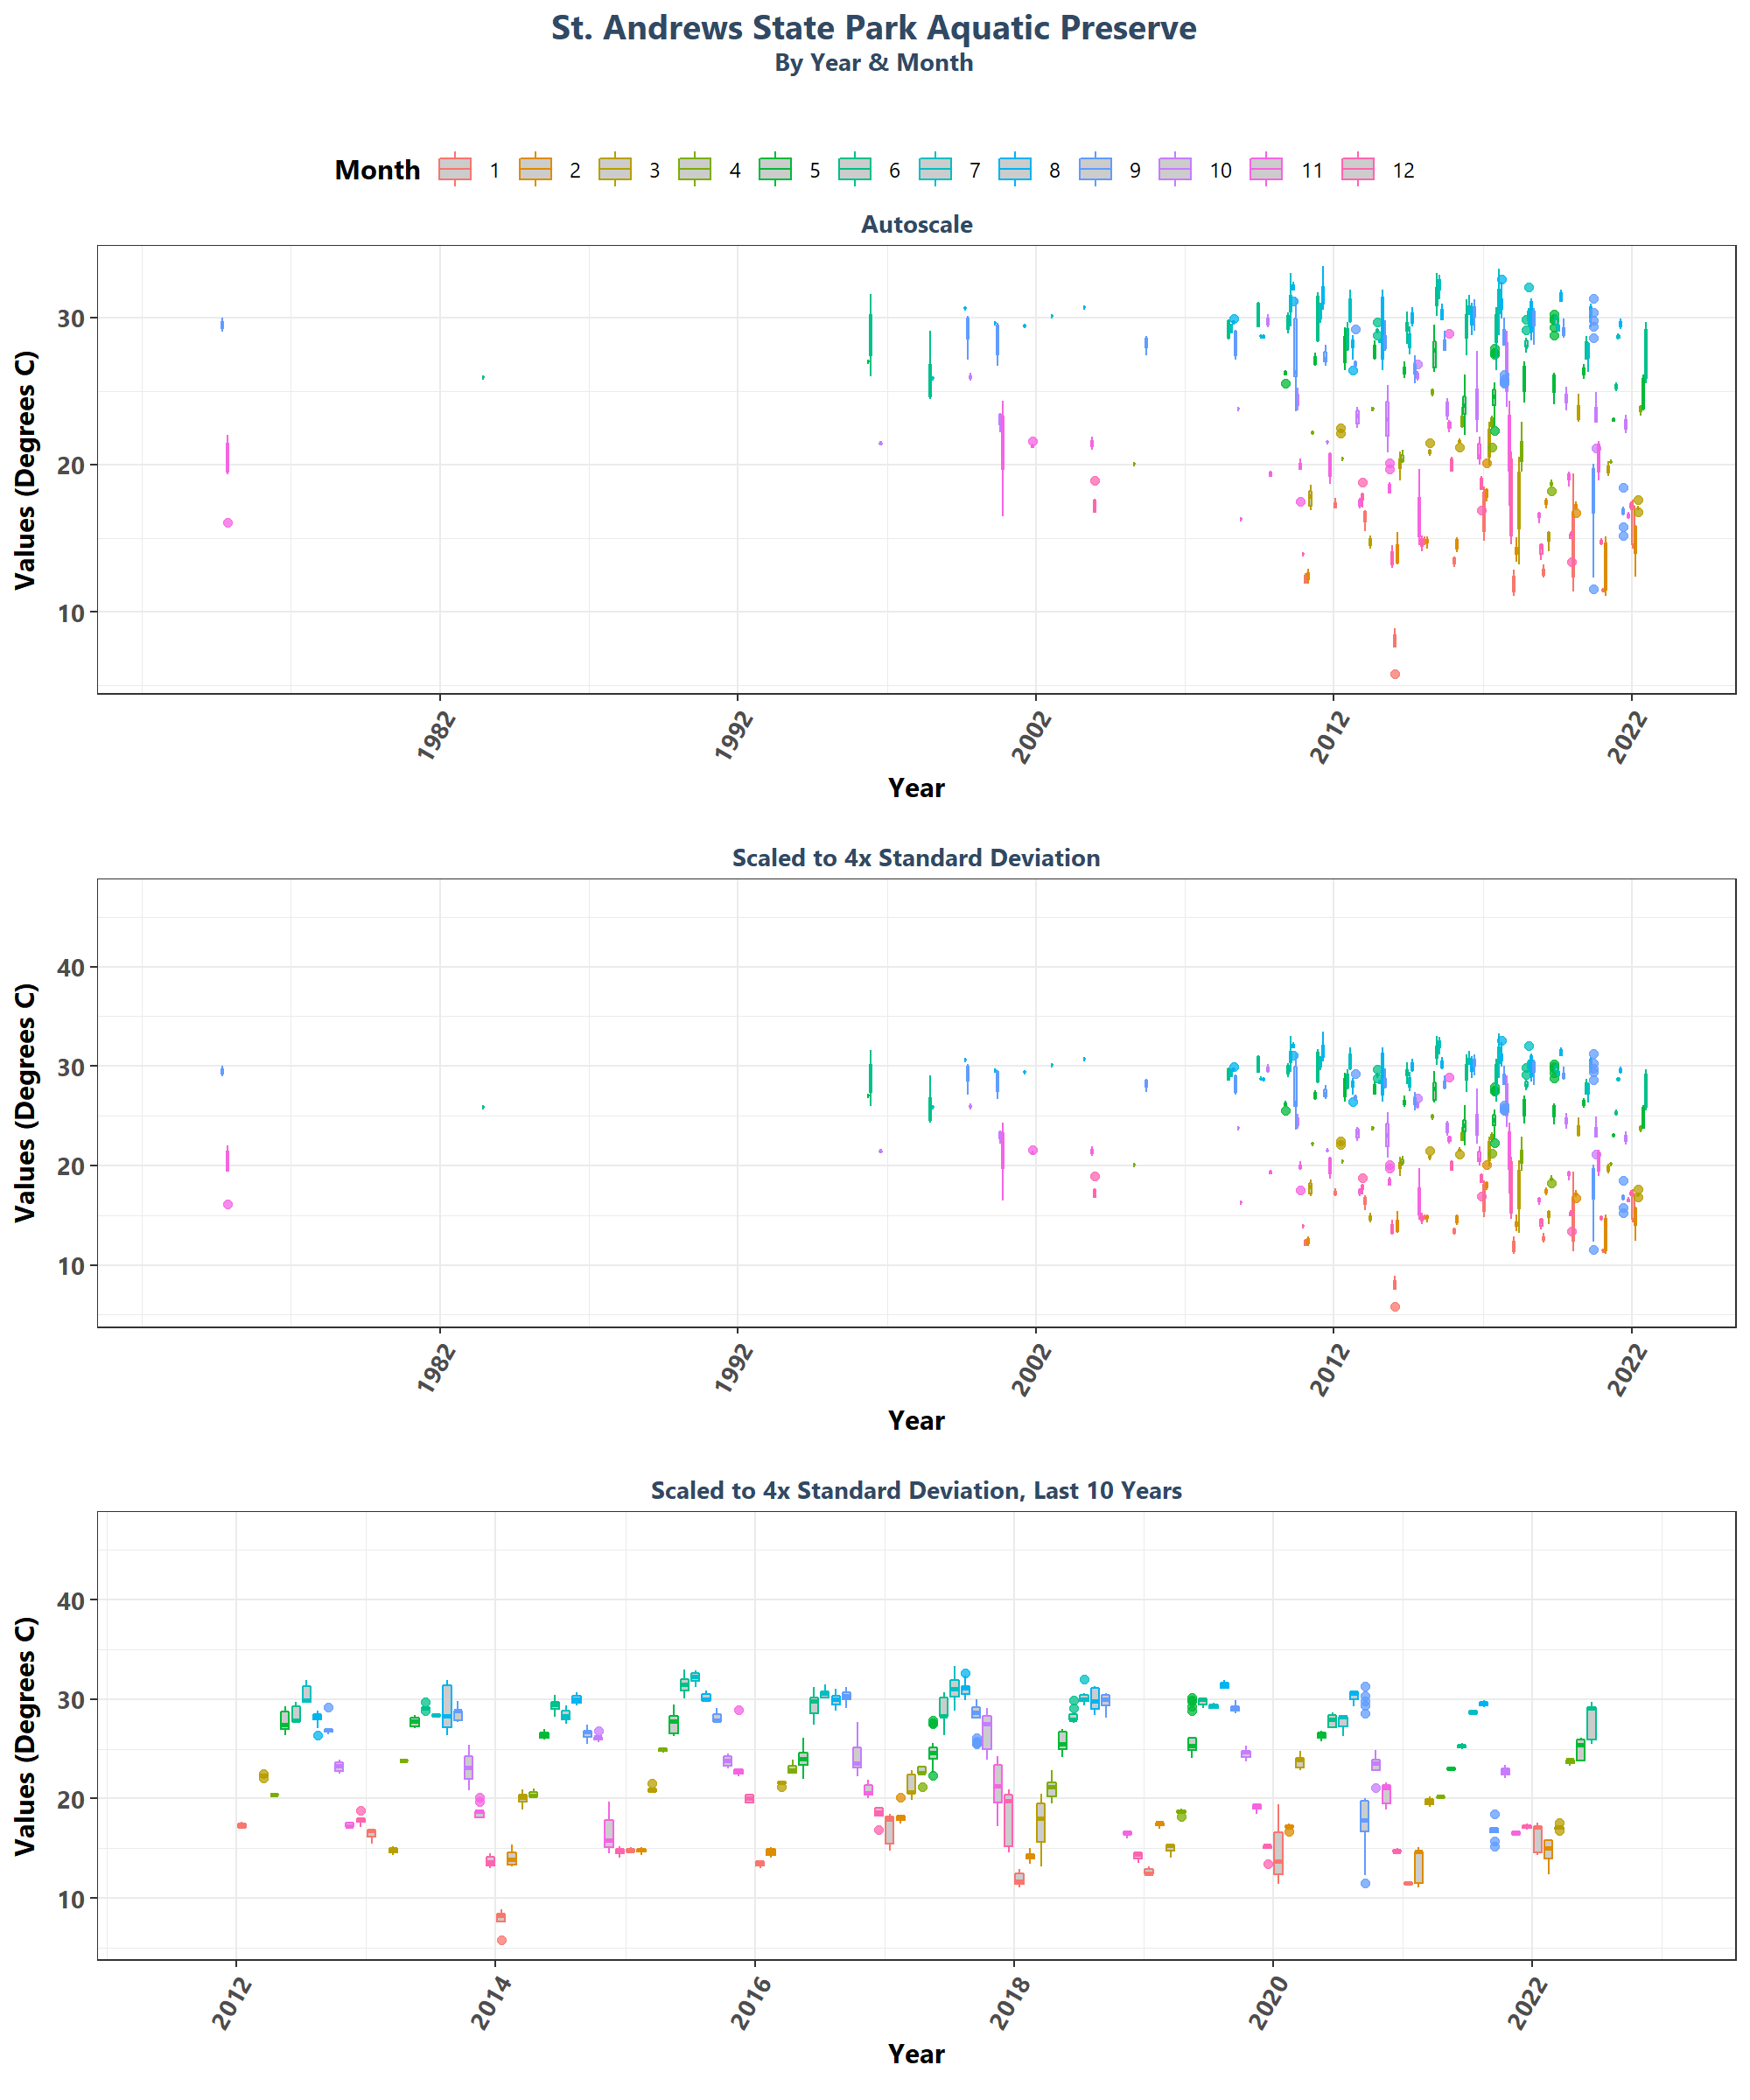 St. Andrews State Park Aquatic Preserve
By Year & Month
Month 1 2 3 4 5 6 7 8 9 10 11 12
Autoscale
Values (Degrees C)
30
20
10
1982 1992 2002 2012 2022
Year
Scaled to 4x Standard Deviation
Values (Degrees C)
40
30
20
10
1982 1992 2002 2012 2022
Year
Scaled to 4x Standard Deviation, Last 10 Years
Values (Degrees C)
40
30
20
10
2012 2014 2016 2018 2020 2022
Year